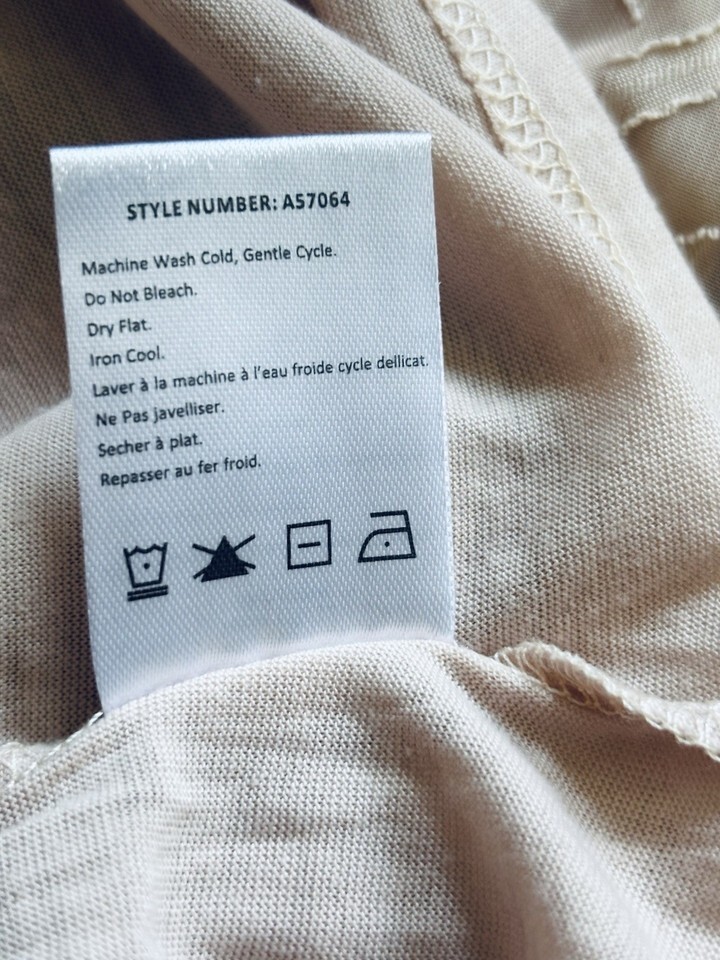 STYLE NUMBER: A57064
Machine Wash Cold, Gentle Cycle.
Do Not Bleach.
Dry Flat.
Iron Cool.
Laver à la machine à l'eau froide cycle dellicat.
Ne Pas javelliser.
Secher à plat.
Repasser au fer froid.